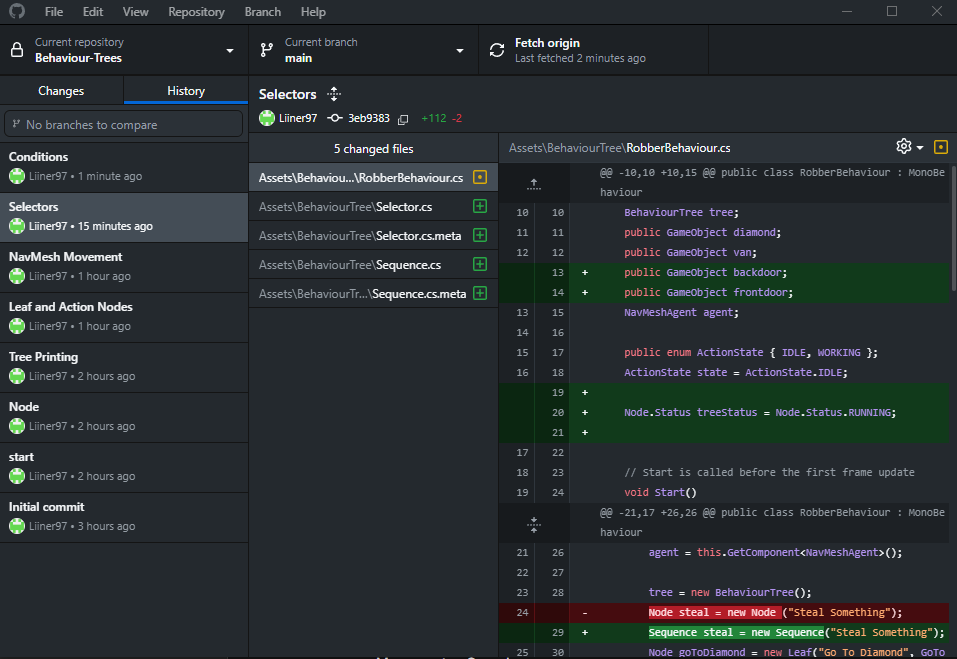 File Edit View Repository Branch Help
Current repository
Behaviour-Trees
Current branch
main
Fetch origin
Last fetched 2 minutes ago
Changes History
No branches to compare
Conditions
Liiner97 • 1 minute ago
Selectors
Liiner97 • 15 minutes ago
NavMesh Movement
Liiner97 • 1 hour ago
Leaf and Action Nodes
Liiner97 • 1 hour ago
Tree Printing
Liiner97 • 2 hours ago
Node
Liiner97 • 2 hours ago
start
Liiner97 • 2 hours ago
Initial commit
Liiner97 • 3 hours ago
Selectors
Liiner97 3eb9383 +112 -2
5 changed files
Assets\Behaviou...\RobberBehaviour.cs
Assets\BehaviourTree\Selector.cs
Assets\BehaviourTree\Selector.cs.meta
Assets\BehaviourTree\Sequence.cs
Assets\BehaviourTr...\Sequence.cs.meta
Assets\BehaviourTree\RobberBehaviour.cs
@@ -10,10 +10,15 @@ public class RobberBehaviour : MonoBe
haviour
10 10 BehaviourTree tree;
11 11 public GameObject diamond;
12 12 public GameObject van;
13 + public GameObject backdoor;
14 + public GameObject frontdoor;
13 15 NavMeshAgent agent;
14 16
15 17 public enum ActionState { IDLE, WORKING };
16 18 ActionState state = ActionState.IDLE;
19 +
20 + Node.Status treeStatus = Node.Status.RUNNING;
21 +
17 22
18 23 // Start is called before the first frame update
19 24 void Start()
@@ -21,17 +26,26 @@ public class RobberBehaviour : MonoBe
haviour
21 26 agent = this.GetComponent<NavMeshAgent>();
22 27
23 28 tree = new BehaviourTree();
24 - Node steal = new Node ("Steal Something");
29 + Sequence steal = new Sequence("Steal Something");
25 30 Node goToDiamond = new Leaf("Go To Diamond", GoTo